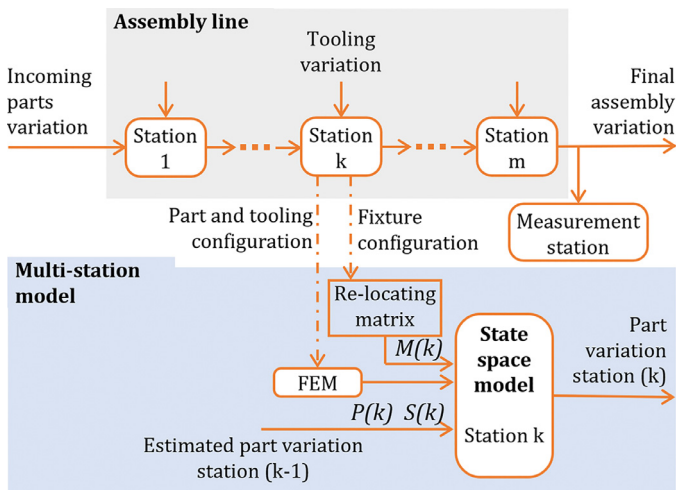 Assembly line
Incoming
parts
variation
Tooling
variation
Final
assembly
variation
Station
1
Station
k
Station
m
Measurement
station
Part and tooling
configuration
Fixture
configuration
Multi-station
model
Re-locating
matrix
M(k)
FEM
P(k) S(k)
State
space
model
Station k
Part
variation
station (k)
Estimated part variation
station (k-1)